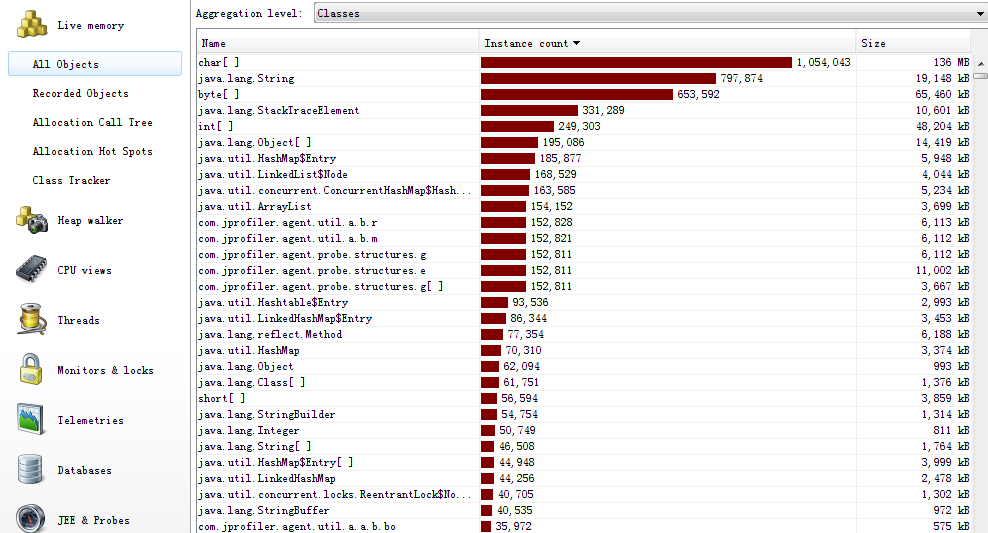 Live memory
All Objects
Recorded Objects
Allocation Call Tree
Allocation Hot Spots
Class Tracker
Heap walker
CPU views
Threads
Monitors & locks
Telemetries
Databases
JEE & Probes
Aggregation level: Classes
Name Instance count Size
char[ ] 1,054,043 136 MB
java.lang.String 797,874 19,148 kB
byte[ ] 653,592 65,460 kB
java.lang.StackTraceElement 331,289 10,601 kB
int[ ] 249,303 48,204 kB
java.lang.Object[ ] 195,086 14,419 kB
java.util.HashMap$Entry 185,877 5,948 kB
java.util.LinkedList$Node 168,529 4,044 kB
java.util.concurrent.ConcurrentHashMap$Hash... 163,585 5,234 kB
java.util.ArrayList 154,152 3,699 kB
com.jprofiler.agent.util.a.b.r 152,828 6,113 kB
com.jprofiler.agent.util.a.b.m 152,821 6,112 kB
com.jprofiler.agent.probe.structures.g 152,811 6,112 kB
com.jprofiler.agent.probe.structures.e 152,811 11,002 kB
com.jprofiler.agent.probe.structures.g[ ] 152,811 3,667 kB
java.util.Hashtable$Entry 93,536 2,993 kB
java.util.LinkedHashMap$Entry 86,344 3,453 kB
java.lang.reflect.Method 77,354 6,188 kB
java.util.HashMap 70,310 3,374 kB
java.lang.Object 62,094 993 kB
java.lang.Class[ ] 61,751 1,376 kB
short[ ] 56,594 3,859 kB
java.lang.StringBuilder 54,754 1,314 kB
java.lang.Integer 50,749 811 kB
java.lang.String[ ] 46,508 1,764 kB
java.util.HashMap$Entry[ ] 44,948 3,999 kB
java.util.LinkedHashMap 44,256 2,478 kB
java.util.concurrent.locks.ReentrantLock$No... 40,705 1,302 kB
java.lang.StringBuffer 40,535 972 kB
com.jprofiler.agent.util.a.a.b.bo 35,972 575 kB